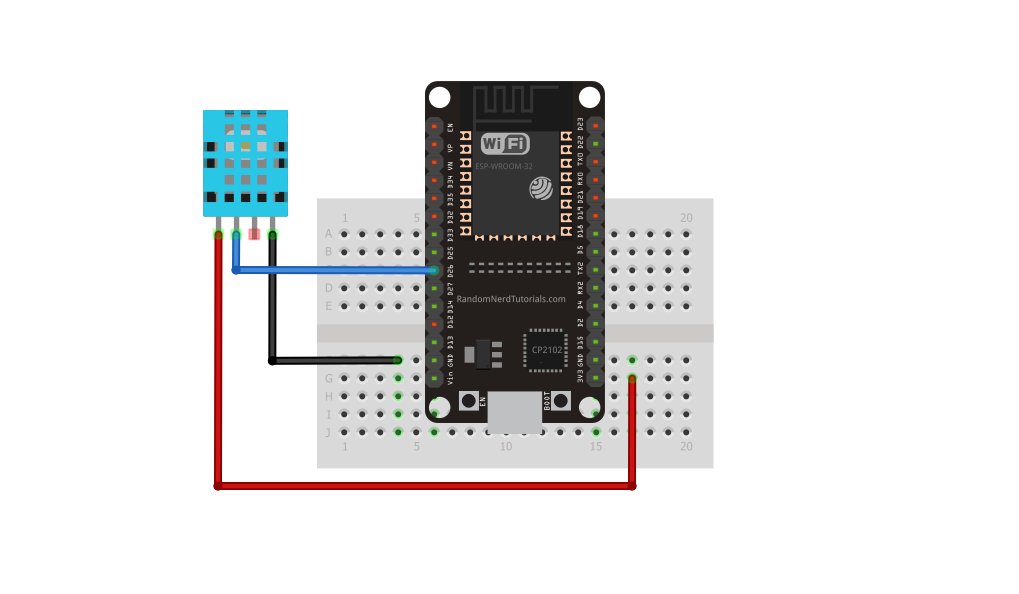 EN
VP
VN
D34
D35
D32
D33
D25
D26
D27
D14
D12
D13
GND
Vin
D23
D22
TX0
RX0
D21
D19
D18
D5
TX2
RX2
D4
D2
D15
GND
3V3
WiFi
ESP-WROOM-32
RandomNerdTutorials.com
CP2102
EN
BOOT
1 5 20
A
B
D
E
G
H
I
J
1 5 10 15 20